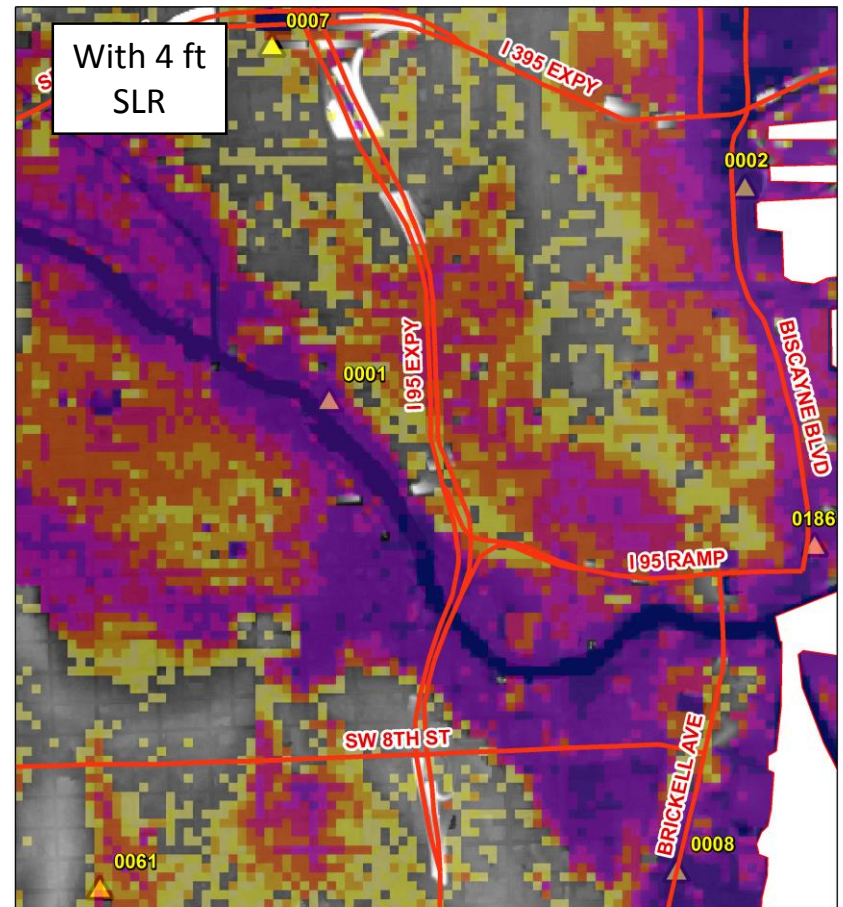 0007
With 4 ft
SLR
I 395 EXPY
0002
0001
I 95 EXPY
BISCAYNE BLVD
0186
I 95 RAMP
SW 8TH ST
BRICKELL AVE
0008
0061